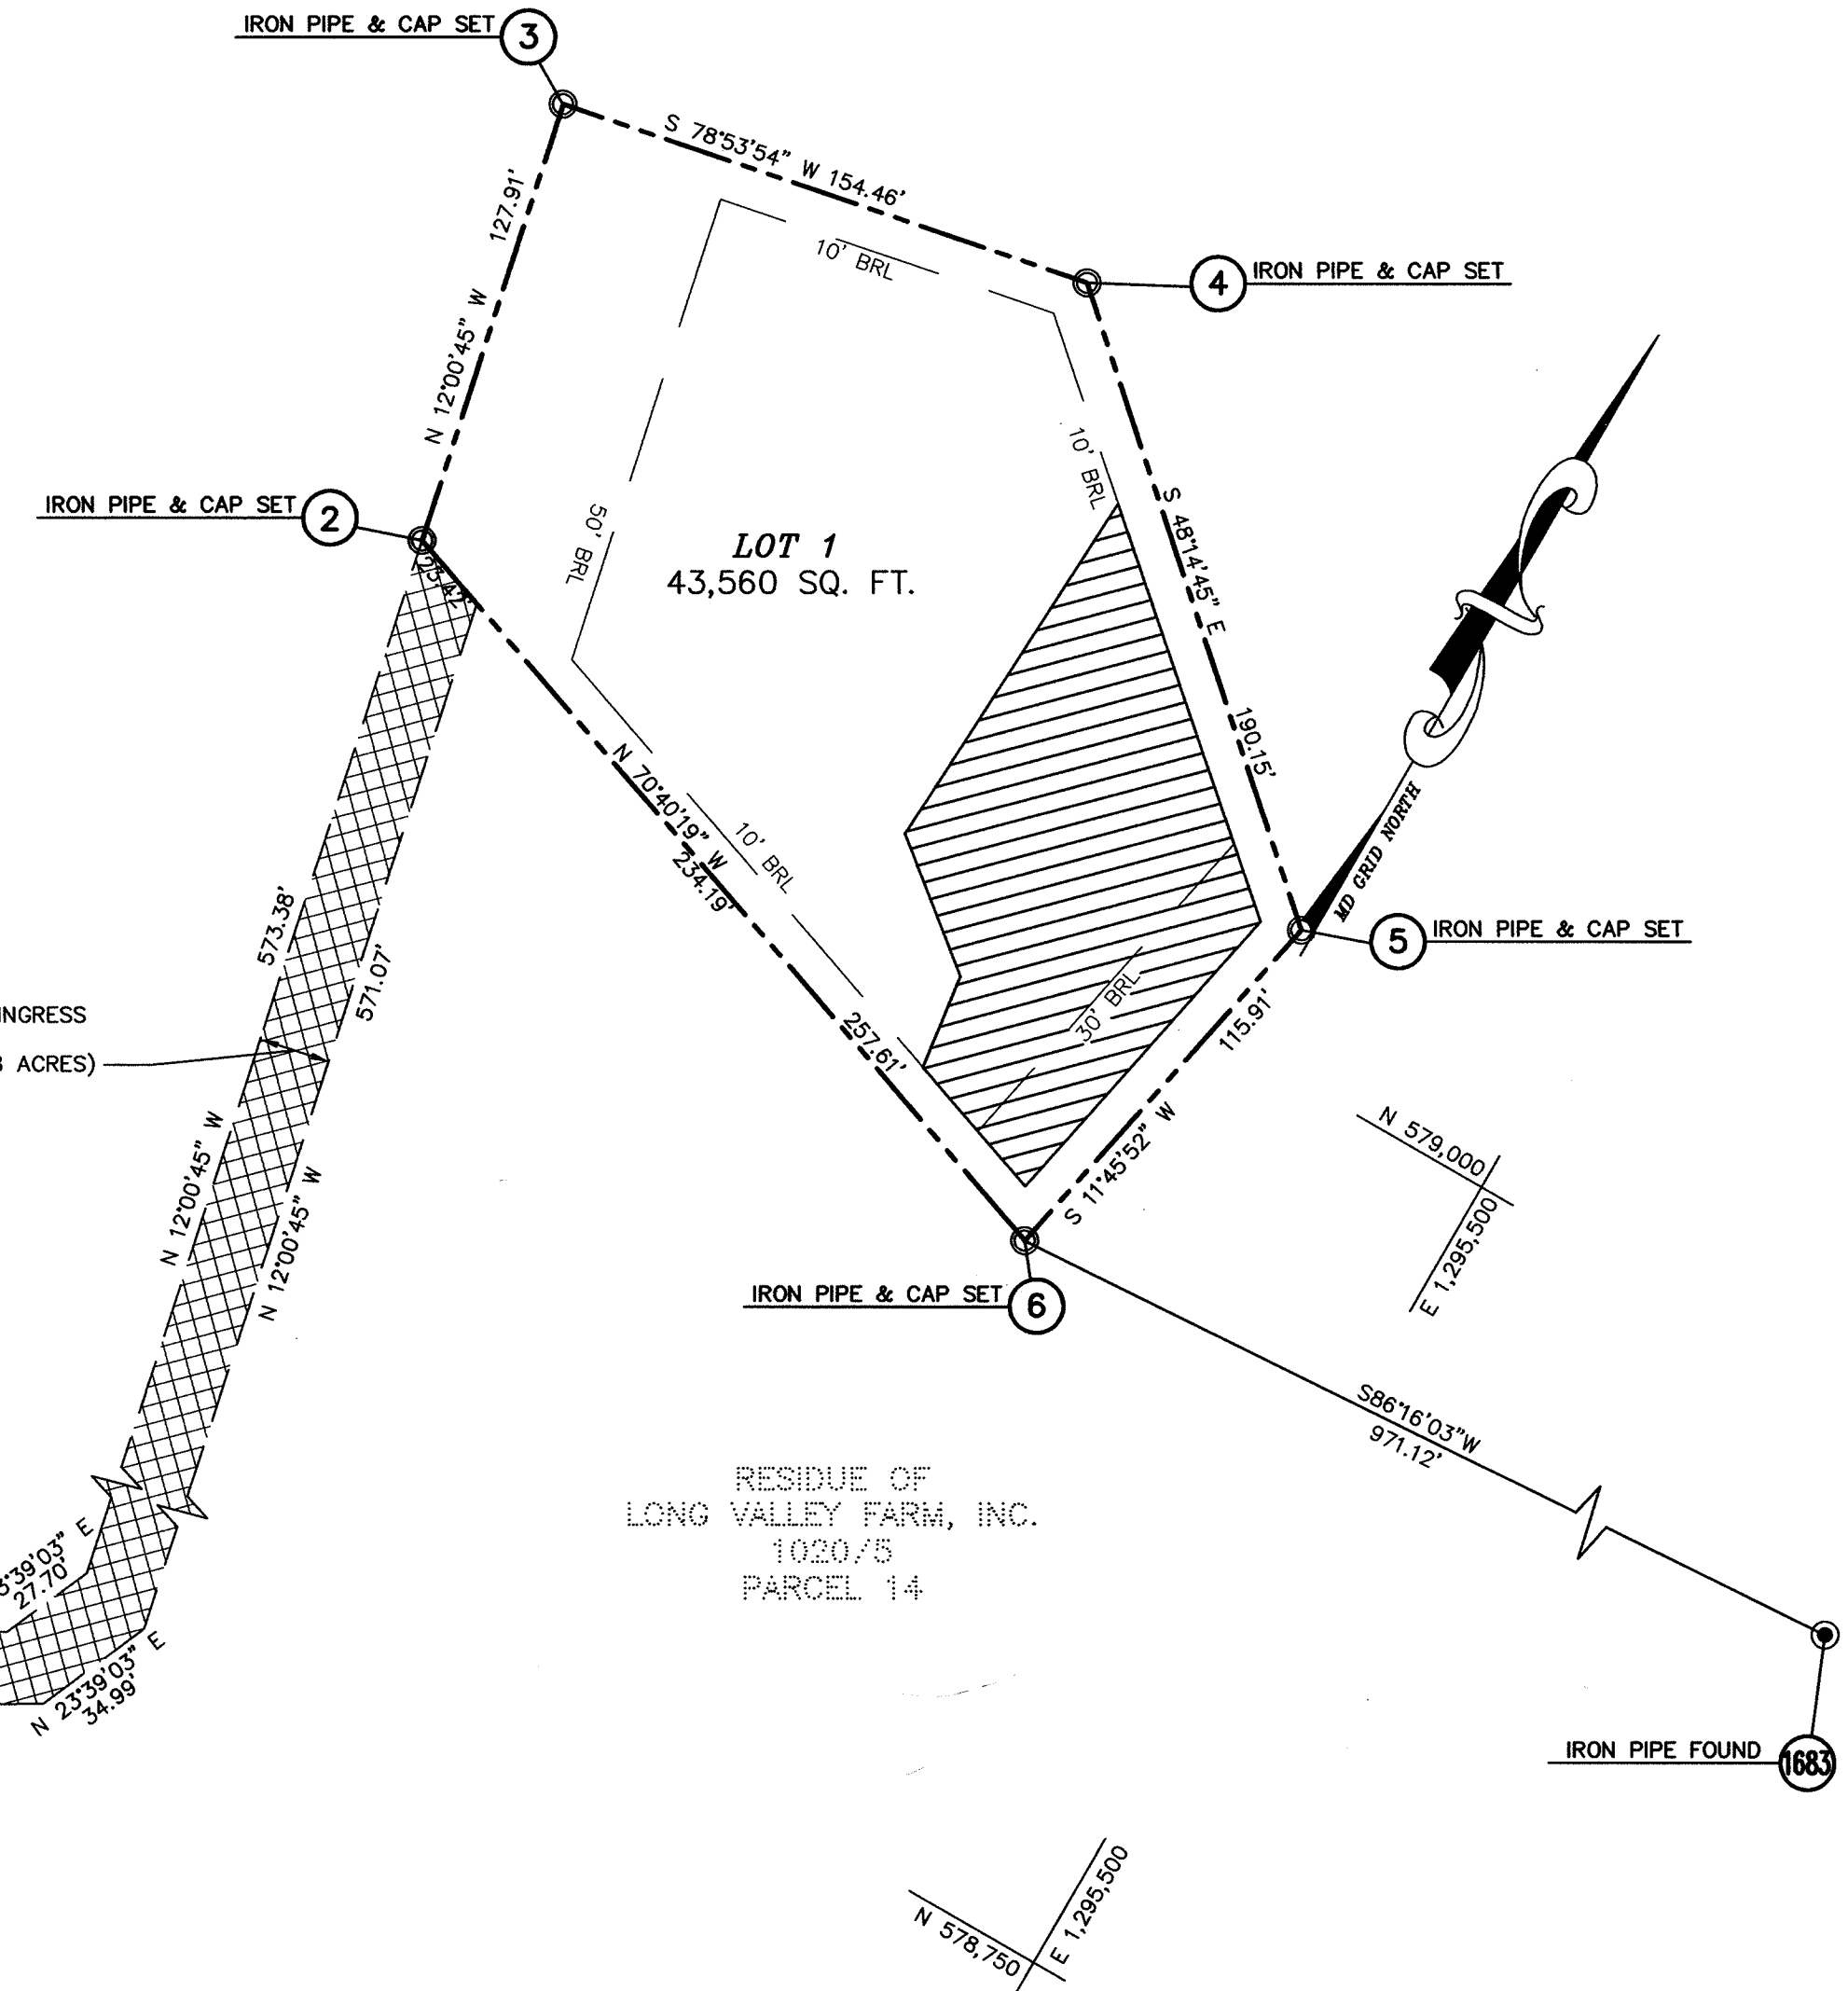 IRON PIPE & CAP SET
3
S 78°53'54" W 154.46'
127.91'
N 12°00'45" W
10' BRL
4
IRON PIPE & CAP SET
10' BRL
IRON PIPE & CAP SET
2
23.42'
50' BRL
LOT 1
43,560 SQ. FT.
S 48°14'45" E
190.15'
N 70°40'19" W
234.19'
10' BRL
MD GRID NORTH
5
IRON PIPE & CAP SET
573.38'
571.07'
30' BRL
257.61'
115.91'
S 11°45'52" W
INGRESS
ACRES)
N 12°00'45" W
N 12°00'45" W
N 579,000
E 1,295,500
IRON PIPE & CAP SET
6
S86°16'03"W
971.12'
RESIDUE OF
LONG VALLEY FARM, INC.
1020/5
PARCEL 14
3°39'03" E
27.70'
N 23°39'03" E
34.99'
IRON PIPE FOUND
1683
N 578,750
E 1,295,500